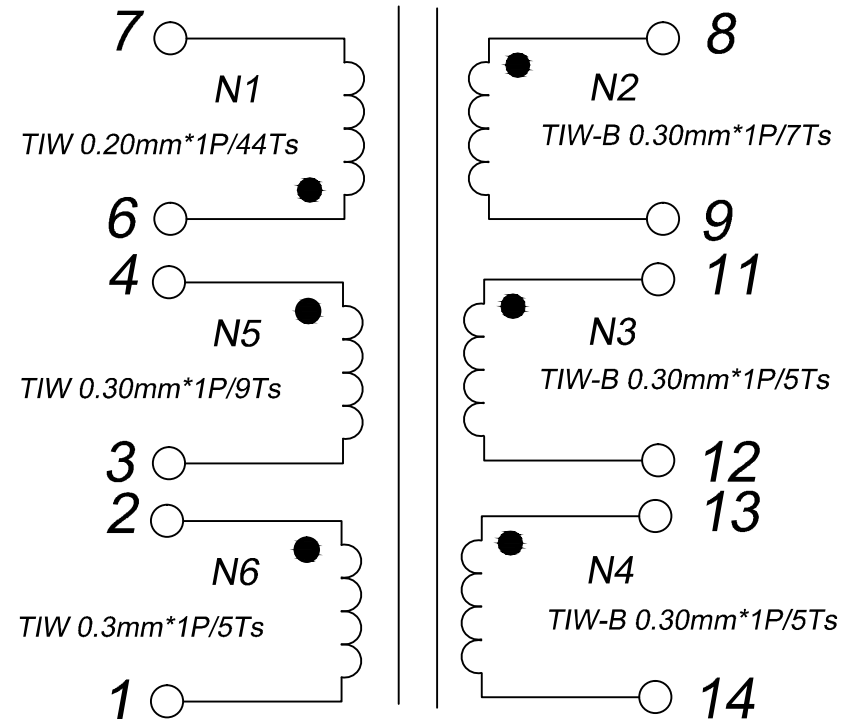 7
N1
TIW 0.20mm*1P/44Ts
6
4
N5
TIW 0.30mm*1P/9Ts
3
2
N6
TIW 0.3mm*1P/5Ts
1
8
N2
TIW-B 0.30mm*1P/7Ts
9
11
N3
TIW-B 0.30mm*1P/5Ts
12
13
N4
TIW-B 0.30mm*1P/5Ts
14